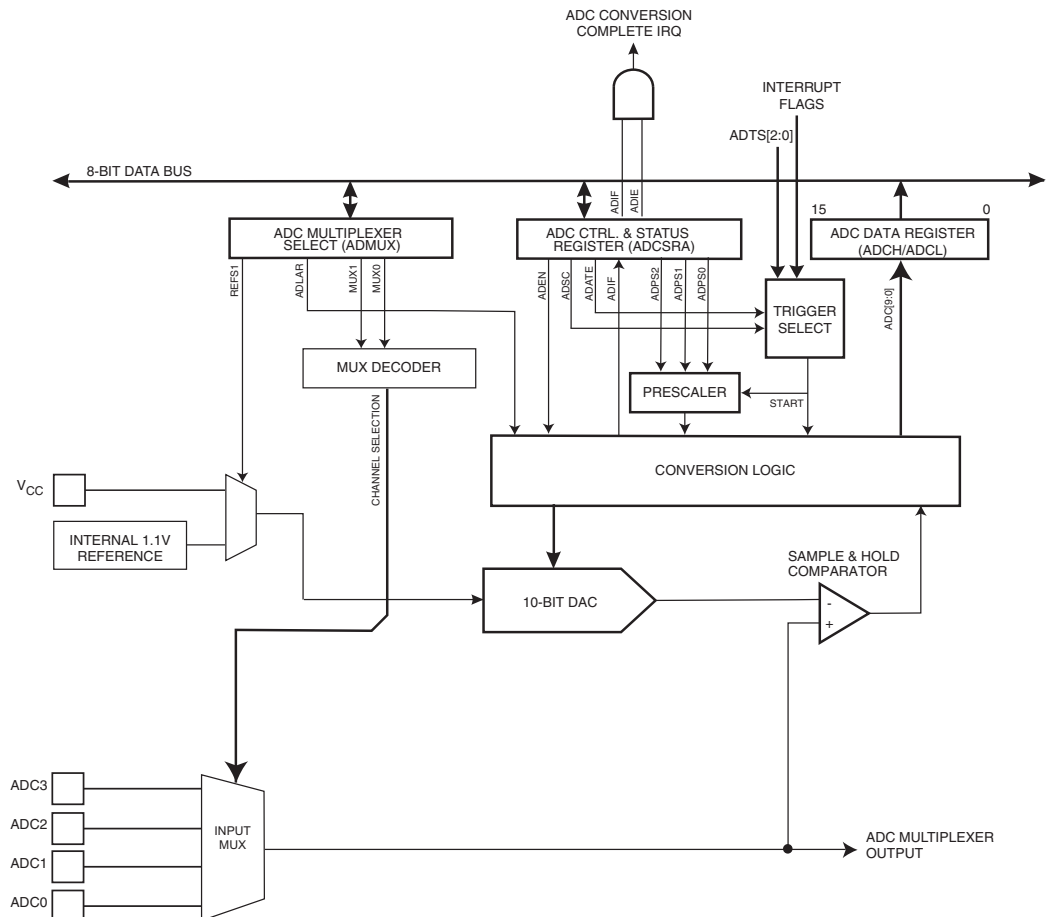 ADC CONVERSION
COMPLETE IRQ
INTERRUPT
FLAGS
ADTS[2:0]
8-BIT DATA BUS
ADIF
ADIE
15
0
ADC MULTIPLEXER
SELECT (ADMUX)
ADC CTRL. & STATUS
REGISTER (ADCSRA)
ADC DATA REGISTER
(ADCH/ADCL)
REFS1
ADLAR
MUX1
MUX0
ADEN
ADSC
ADATE
ADIF
ADPS2
ADPS1
ADPS0
ADC[9:0]
TRIGGER
SELECT
MUX DECODER
PRESCALER
START
CHANNEL SELECTION
CONVERSION LOGIC
VCC
INTERNAL 1.1V
REFERENCE
SAMPLE & HOLD
COMPARATOR
10-BIT DAC
-
+
ADC3
ADC2
ADC1
ADC0
INPUT
MUX
ADC MULTIPLEXER
OUTPUT